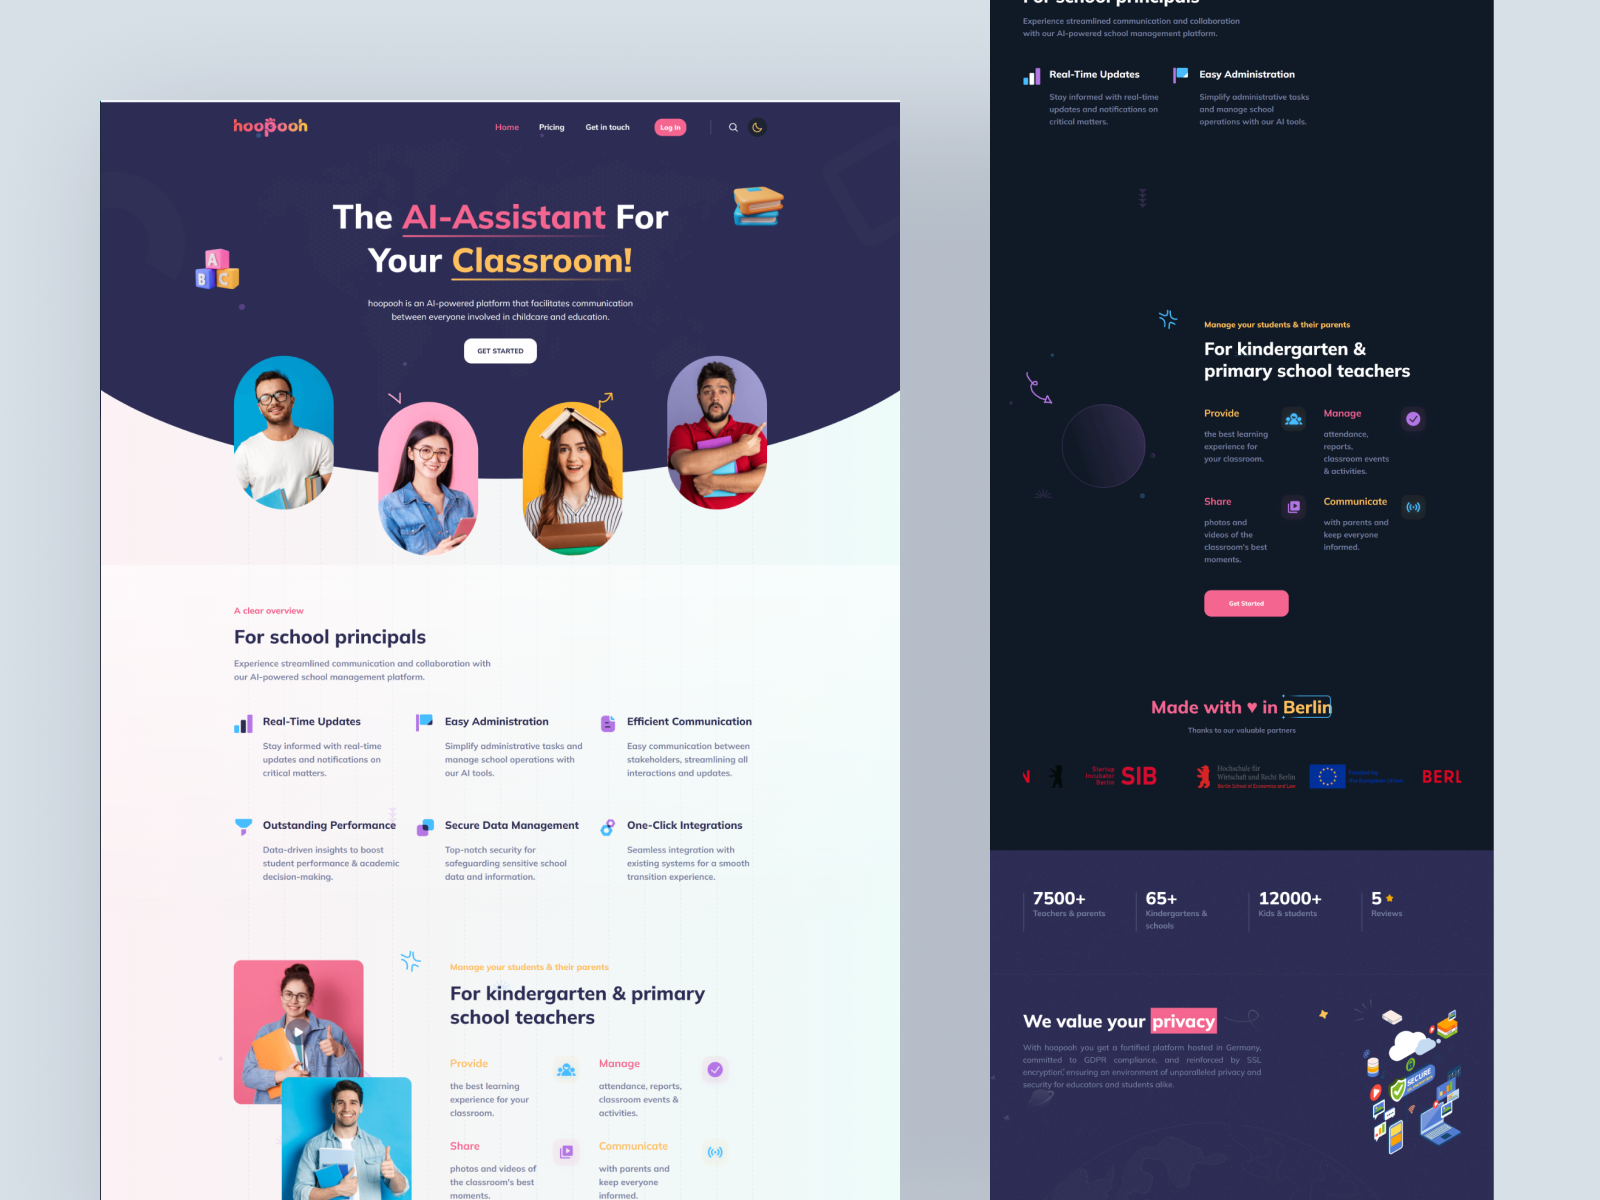 hoopooh
Home Pricing Get in touch Log In
The AI-Assistant For
Your Classroom!
hoopooh is an AI-powered platform that facilitates communication
between everyone involved in childcare and education.
GET STARTED
A
B C
A clear overview
For school principals
Experience streamlined communication and collaboration with
our AI-powered school management platform.
Real-Time Updates
Stay informed with real-time
updates and notifications on
critical matters.
Easy Administration
Simplify administrative tasks and
manage school operations with
our AI tools.
Efficient Communication
Easy communication between
stakeholders, streamlining all
interactions and updates.
Outstanding Performance
Data-driven insights to boost
student performance & academic
decision-making.
Secure Data Management
Top-notch security for
safeguarding sensitive school
data and information.
One-Click Integrations
Seamless integration with
existing systems for a smooth
transition experience.
Manage your students & their parents
For kindergarten & primary
school teachers
Provide
the best learning
experience for your
classroom.
Manage
attendance, reports,
classroom events &
activities.
Share
photos and videos of
the classroom's best
moments.
Communicate
with parents and
keep everyone
informed.
For school principals
Experience streamlined communication and collaboration
with our AI-powered school management platform.
Real-Time Updates
Stay informed with real-time
updates and notifications on
critical matters.
Easy Administration
Simplify administrative tasks
and manage school
operations with our AI tools.
Manage your students & their parents
For kindergarten &
primary school teachers
Provide
the best learning
experience for
your classroom.
Manage
attendance,
reports,
classroom events
& activities.
Share
photos and
videos of the
classroom's best
moments.
Communicate
with parents and
keep everyone
informed.
Get Started
Made with ♥ in Berlin
Thanks to our valuable partners
N
Startup
Incubator
Berlin
SIB
Hochschule für
Wirtschaft und Recht Berlin
Berlin School of Economics and Law
Funded by
the European Union
BERL
7500+
Teachers & parents
65+
Kindergartens &
schools
12000+
Kids & students
5
Reviews
We value your privacy
With hoopooh you get a fortified platform hosted in Germany,
committed to GDPR compliance, and reinforced by SSL
encryption, ensuring an environment of unparalleled privacy and
security for educators and students alike.
SECURE